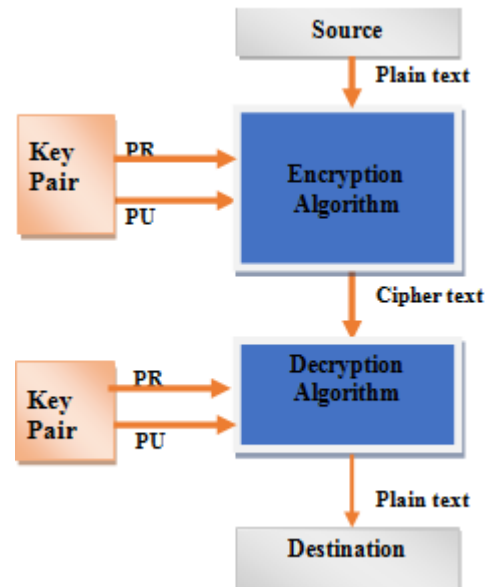 Source
Plain text
Key
Pair
PR
PU
Encryption
Algorithm
Cipher text
Key
Pair
PR
PU
Decryption
Algorithm
Plain text
Destination